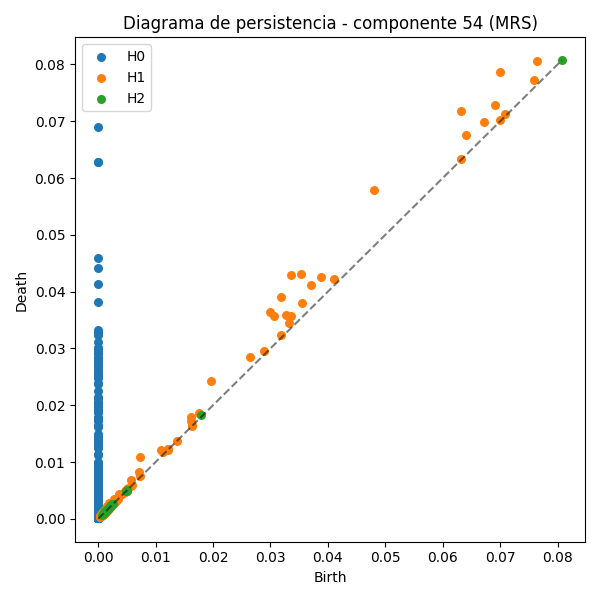 Diagrama de persistencia - componente 54 (MRS)
H0
H1
H2
0.08
0.07
0.06
0.05
0.04
0.03
0.02
0.01
0.00
Death
0.00 0.01 0.02 0.03 0.04 0.05 0.06 0.07 0.08
Birth